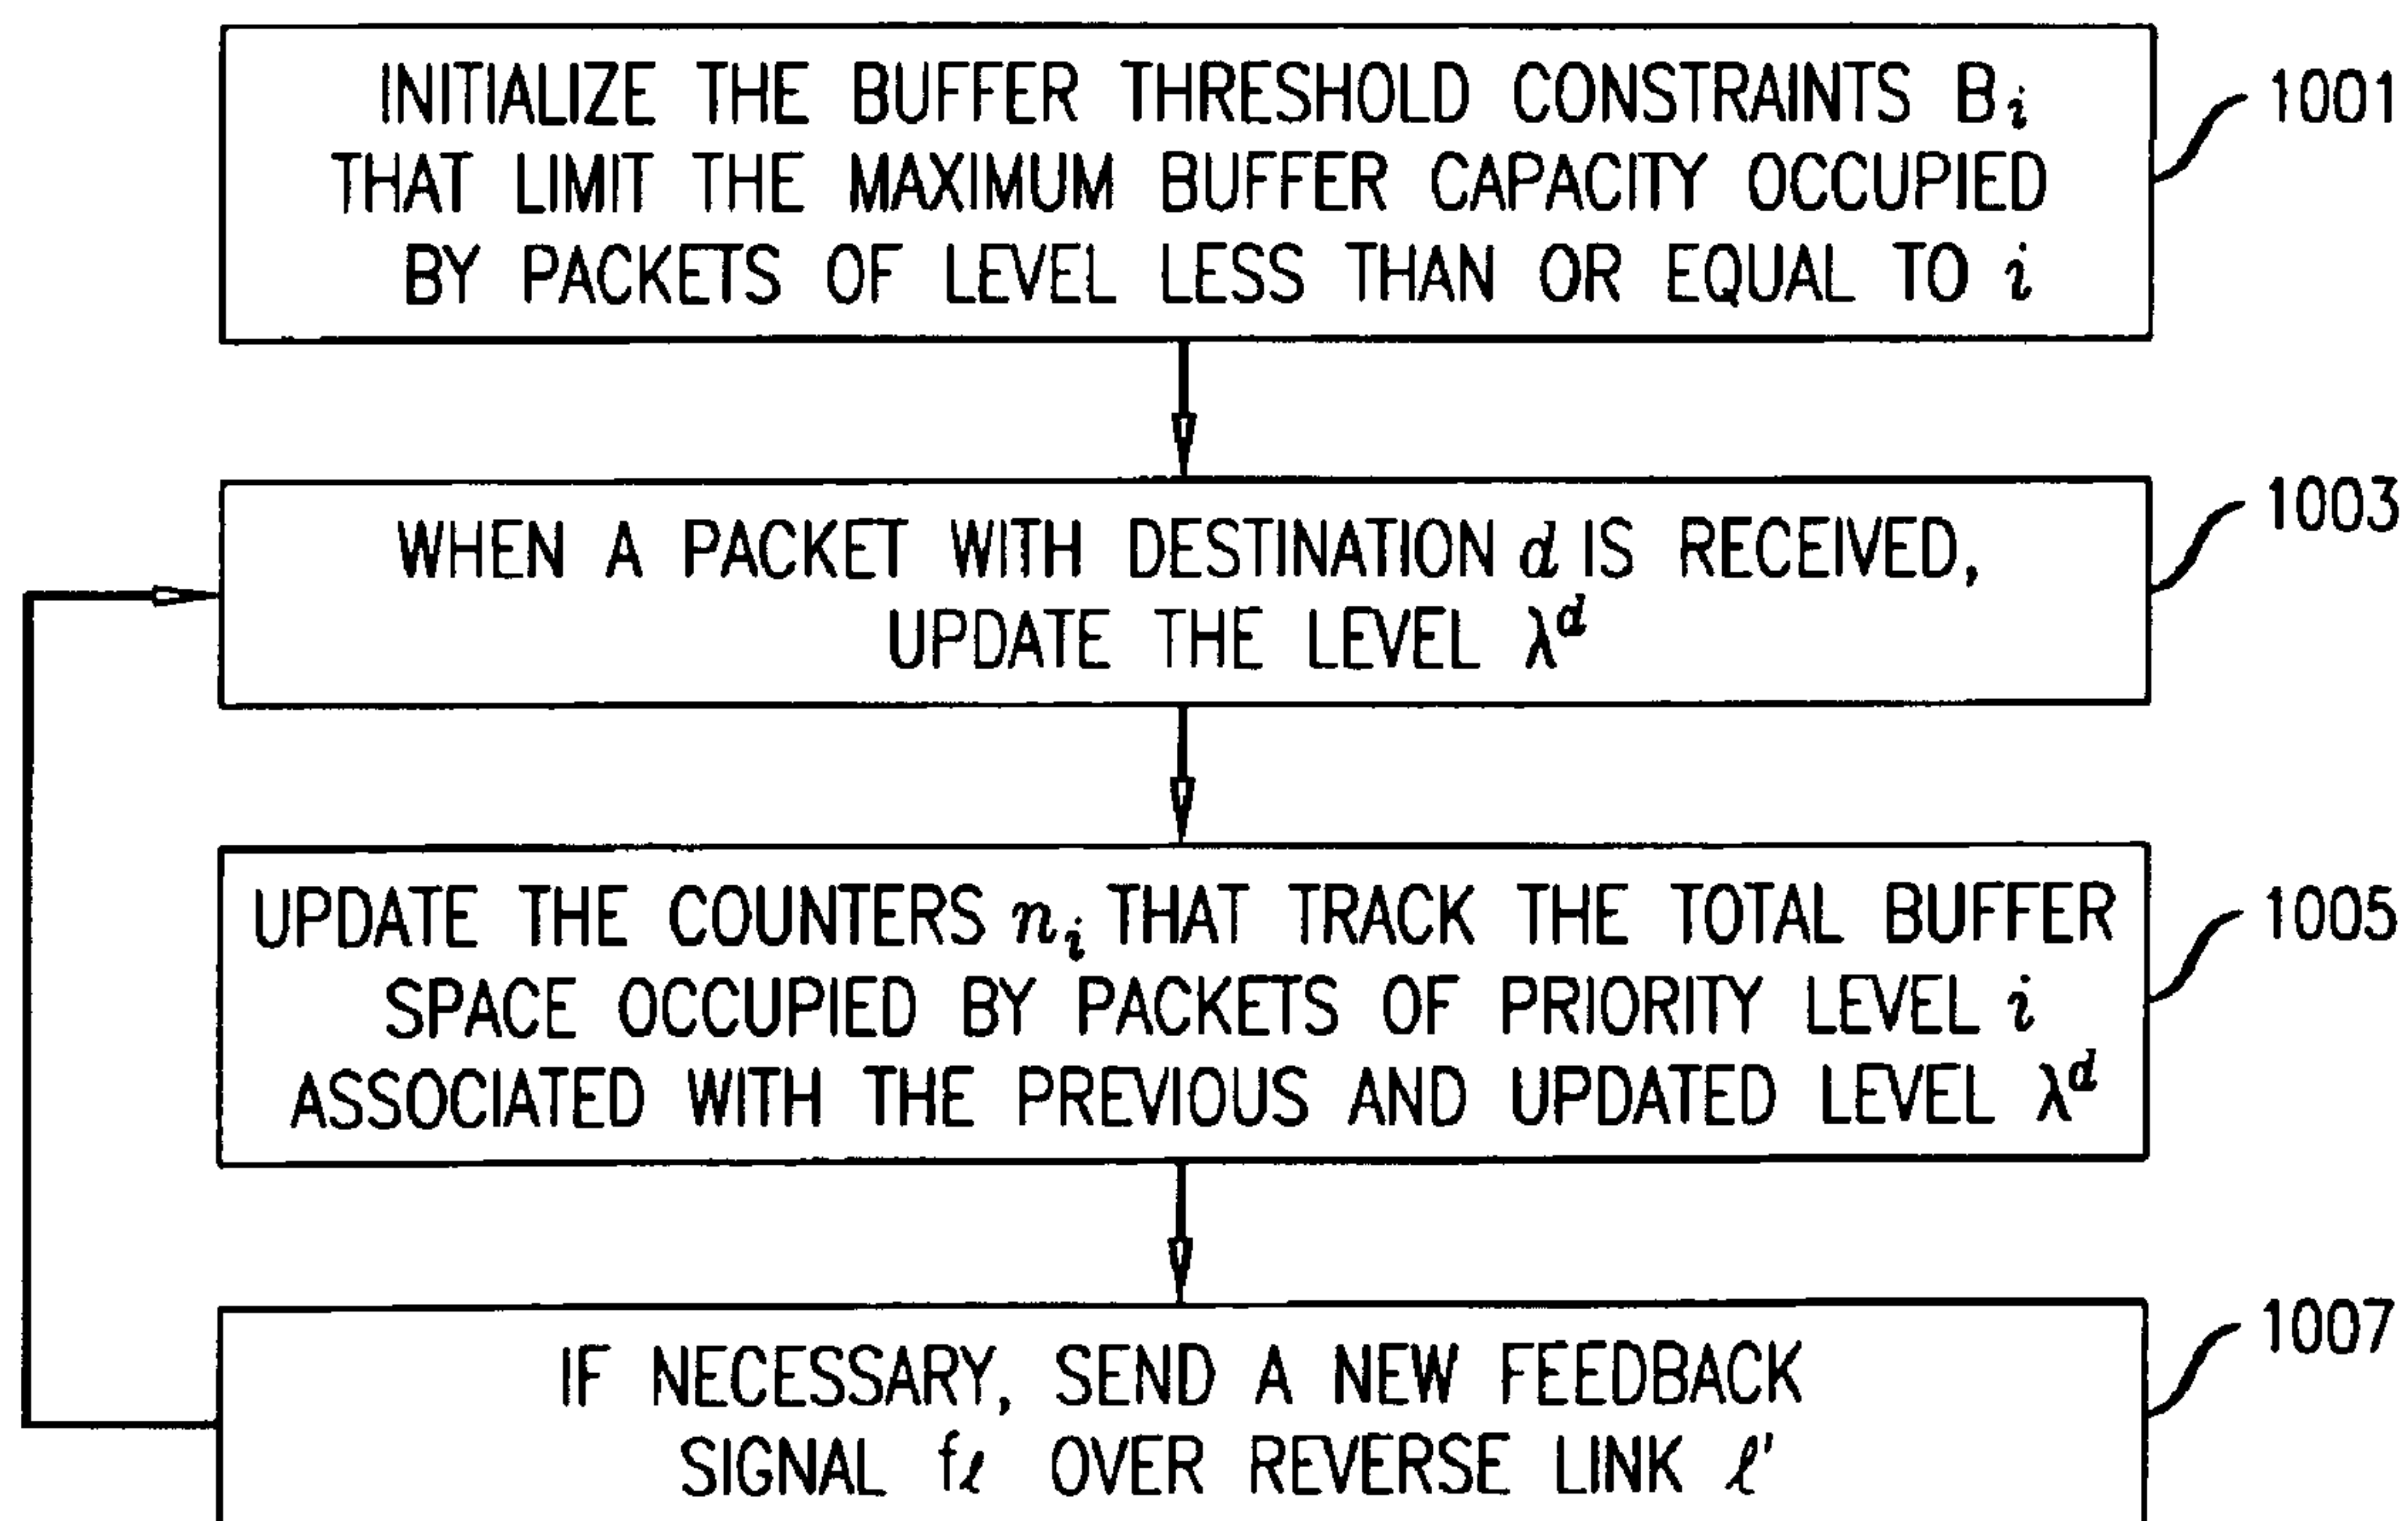 INITIALIZE THE BUFFER THRESHOLD CONSTRAINTS Bᵢ
THAT LIMIT THE MAXIMUM BUFFER CAPACITY OCCUPIED
BY PACKETS OF LEVEL LESS THAN OR EQUAL TO i
1001
WHEN A PACKET WITH DESTINATION d IS RECEIVED,
UPDATE THE LEVEL λᵈ
1003
UPDATE THE COUNTERS nᵢ THAT TRACK THE TOTAL BUFFER
SPACE OCCUPIED BY PACKETS OF PRIORITY LEVEL i
ASSOCIATED WITH THE PREVIOUS AND UPDATED LEVEL λᵈ
1005
IF NECESSARY, SEND A NEW FEEDBACK
SIGNAL fℓ OVER REVERSE LINK ℓ'
1007